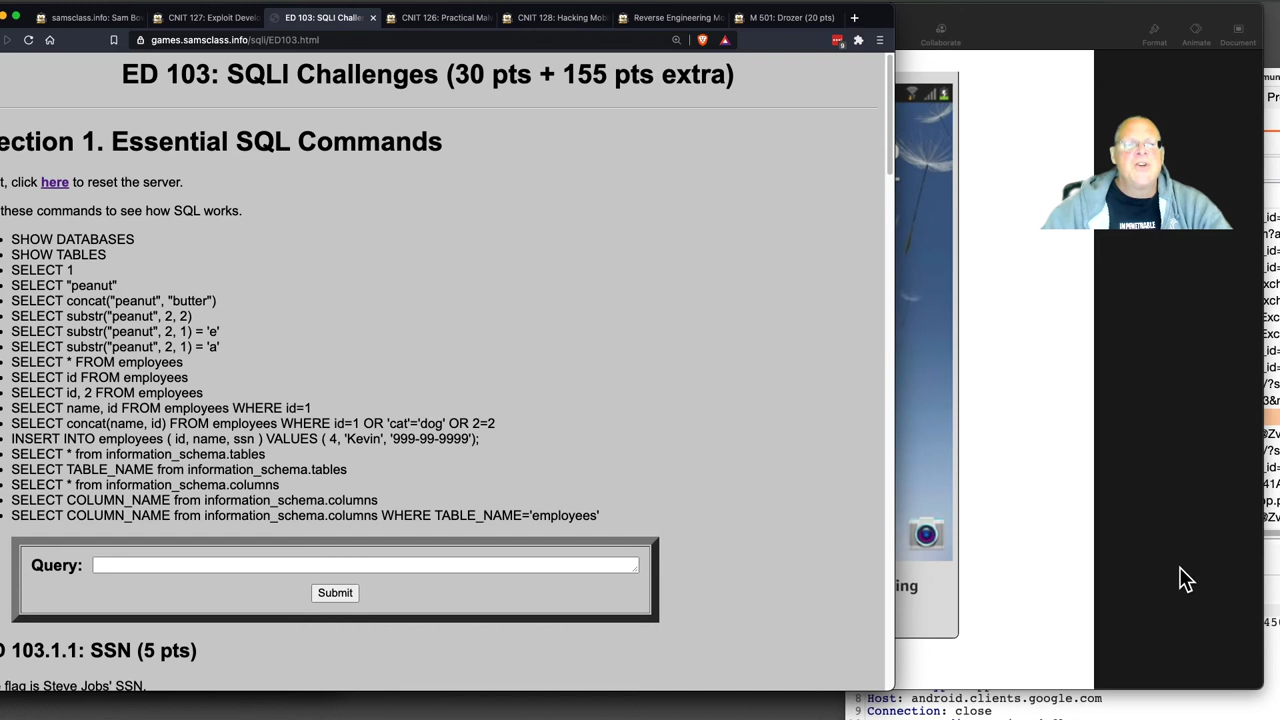 samsclass.info: Sam Bow
CNIT 127: Exploit Develo
ED 103: SQLI Challen
CNIT 126: Practical Mal
CNIT 128: Hacking Mob
Reverse Engineering Mo
M 501: Drozer (20 pts)
games.samsclass.info/sqli/ED103.html
Collaborate
Format
Animate
Document
ED 103: SQLI Challenges (30 pts + 155 pts extra)
ection 1. Essential SQL Commands
t, click here to reset the server.
these commands to see how SQL works.
• SHOW DATABASES
• SHOW TABLES
• SELECT 1
• SELECT "peanut"
• SELECT concat("peanut", "butter")
• SELECT substr("peanut", 2, 2)
• SELECT substr("peanut", 2, 1) = 'e'
• SELECT substr("peanut", 2, 1) = 'a'
• SELECT * FROM employees
• SELECT id FROM employees
• SELECT id, 2 FROM employees
• SELECT name, id FROM employees WHERE id=1
• SELECT concat(name, id) FROM employees WHERE id=1 OR 'cat'='dog' OR 2=2
• INSERT INTO employees ( id, name, ssn ) VALUES ( 4, 'Kevin', '999-99-9999');
• SELECT * from information_schema.tables
• SELECT TABLE_NAME from information_schema.tables
• SELECT * from information_schema.columns
• SELECT COLUMN_NAME from information_schema.columns
• SELECT COLUMN_NAME from information_schema.columns WHERE TABLE_NAME='employees'
Query:
Submit
D 103.1.1: SSN (5 pts)
e flag is Steve Jobs' SSN.
ing
8 Host: android.clients.google.com
9 Connection: close